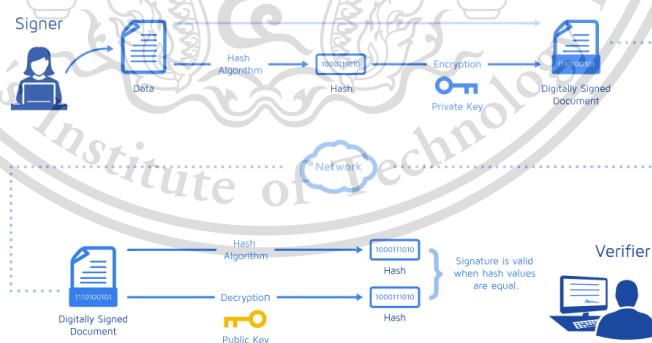 Signer
Data
Hash
Algorithm
1000111010
Hash
Encryption
Private Key
1110100101
Digitally Signed
Document
Institute of Technolo
Network
1110100101
Digitally Signed
Document
Hash
Algorithm
1000111010
Hash
Decryption
Public Key
1000111010
Hash
Signature is valid
when hash values
are equal.
Verifier